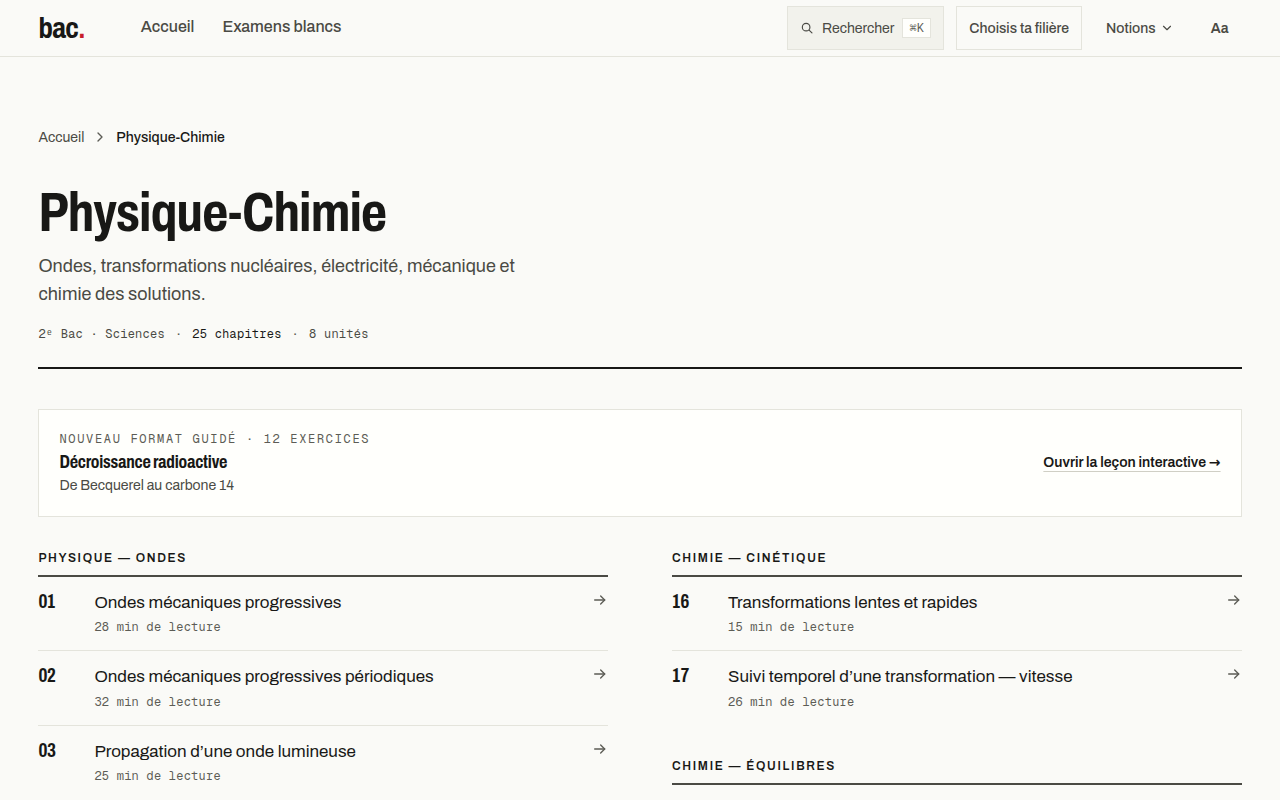 bac.
Accueil
Examens blancs
Rechercher ⌘K
Choisis ta filière
Notions
Aa
Accueil
Physique-Chimie
Physique-Chimie
Ondes, transformations nucléaires, électricité, mécanique et
chimie des solutions.
2ᵉ Bac · Sciences · 25 chapitres · 8 unités
NOUVEAU FORMAT GUIDÉ · 12 EXERCICES
Décroissance radioactive
De Becquerel au carbone 14
Ouvrir la leçon interactive →
PHYSIQUE — ONDES
01 Ondes mécaniques progressives →
28 min de lecture
02 Ondes mécaniques progressives périodiques →
32 min de lecture
03 Propagation d’une onde lumineuse →
25 min de lecture
CHIMIE — CINÉTIQUE
16 Transformations lentes et rapides →
15 min de lecture
17 Suivi temporel d’une transformation — vitesse →
26 min de lecture
CHIMIE — ÉQUILIBRES